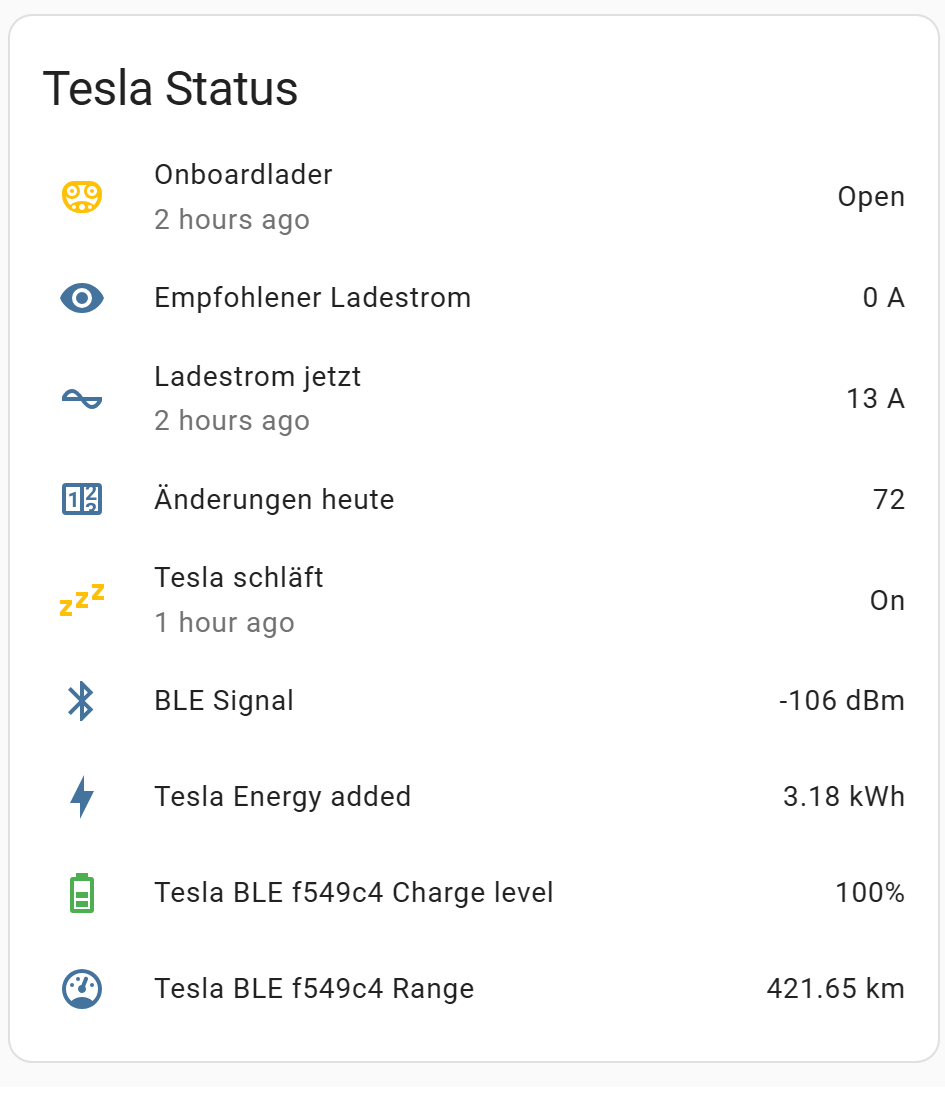 Tesla Status
Onboardlader
2 hours ago
Open
Empfohlener Ladestrom
0 A
Ladestrom jetzt
2 hours ago
13 A
Änderungen heute
72
Tesla schläft
1 hour ago
On
BLE Signal
-106 dBm
Tesla Energy added
3.18 kWh
Tesla BLE f549c4 Charge level
100%
Tesla BLE f549c4 Range
421.65 km